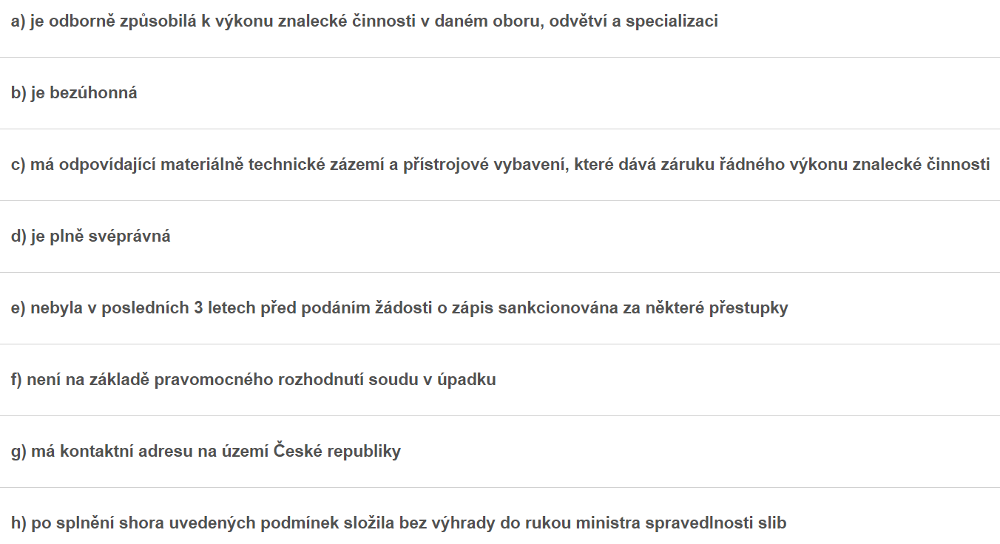 a) je odborně způsobilá k výkonu znalecké činnosti v daném oboru, odvětví a specializaci
b) je bezúhonná
c) má odpovídající materiálně technické zázemí a přístrojové vybavení, které dává záruku řádného výkonu znalecké činnosti
d) je plně svéprávná
e) nebyla v posledních 3 letech před podáním žádosti o zápis sankcionována za některé přestupky
f) není na základě pravomocného rozhodnutí soudu v úpadku
g) má kontaktní adresu na území České republiky
h) po splnění shora uvedených podmínek složila bez výhrady do rukou ministra spravedlnosti slib